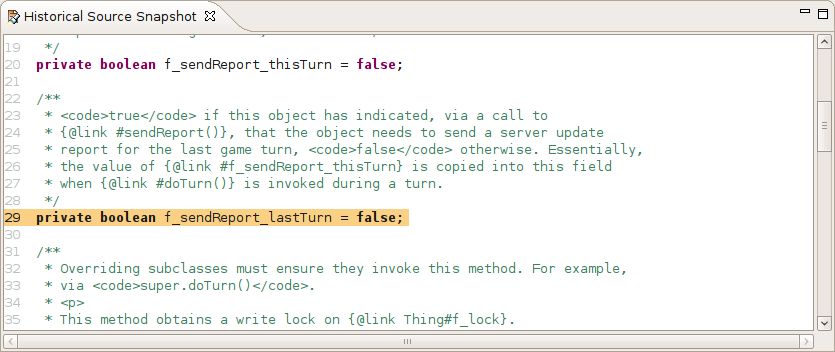 Historical Source Snapshot
19 */
20 private boolean f_sendReport_thisTurn = false;
21
22 /**
23 * <code>true</code> if this object has indicated, via a call to
24 * {@link #sendReport()}, that the object needs to send a server update
25 * report for the last game turn, <code>false</code> otherwise. Essentially,
26 * the value of {@link #f_sendReport_thisTurn} is copied into this field
27 * when {@link #doTurn()} is invoked during a turn.
28 */
29 private boolean f_sendReport_lastTurn = false;
30
31 /**
32 * Overriding subclasses must ensure they invoke this method. For example,
33 * via <code>super.doTurn()</code>.
34 * <p>
35 * This method obtains a write lock on {@link Thing#f_lock}.